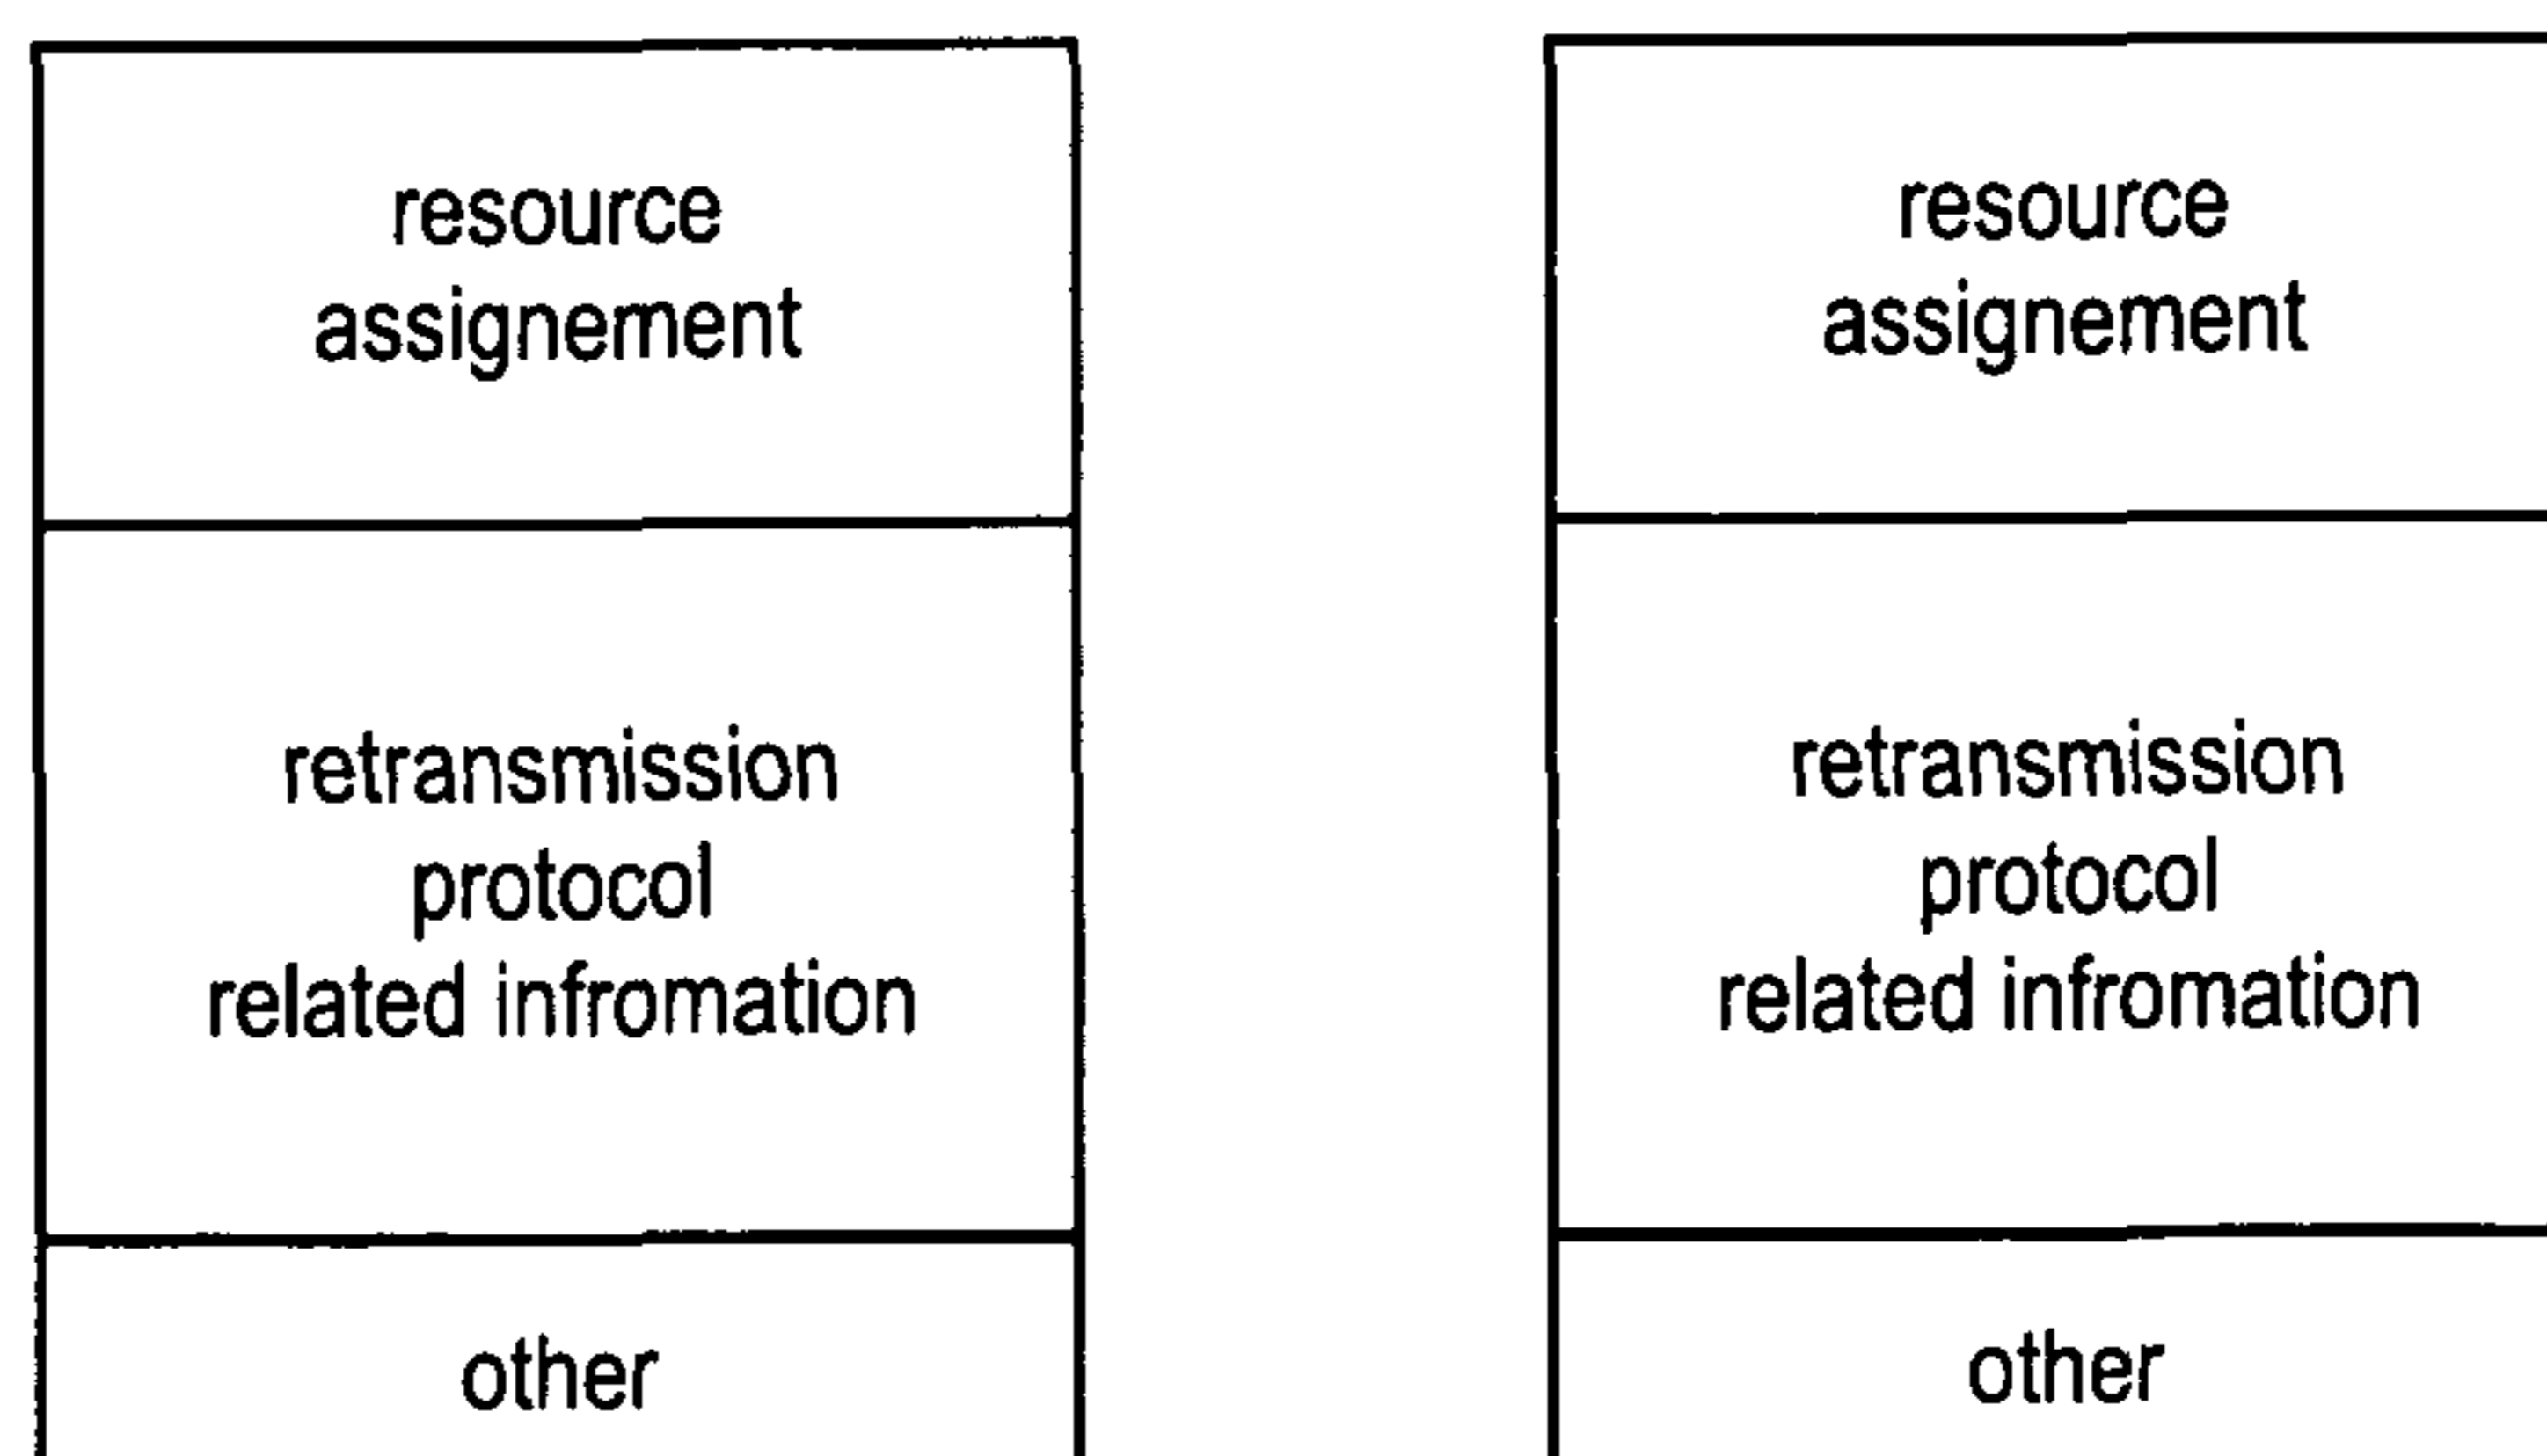 resource
assignement
retransmission
protocol
related infromation
other
resource
assignement
retransmission
protocol
related infromation
other